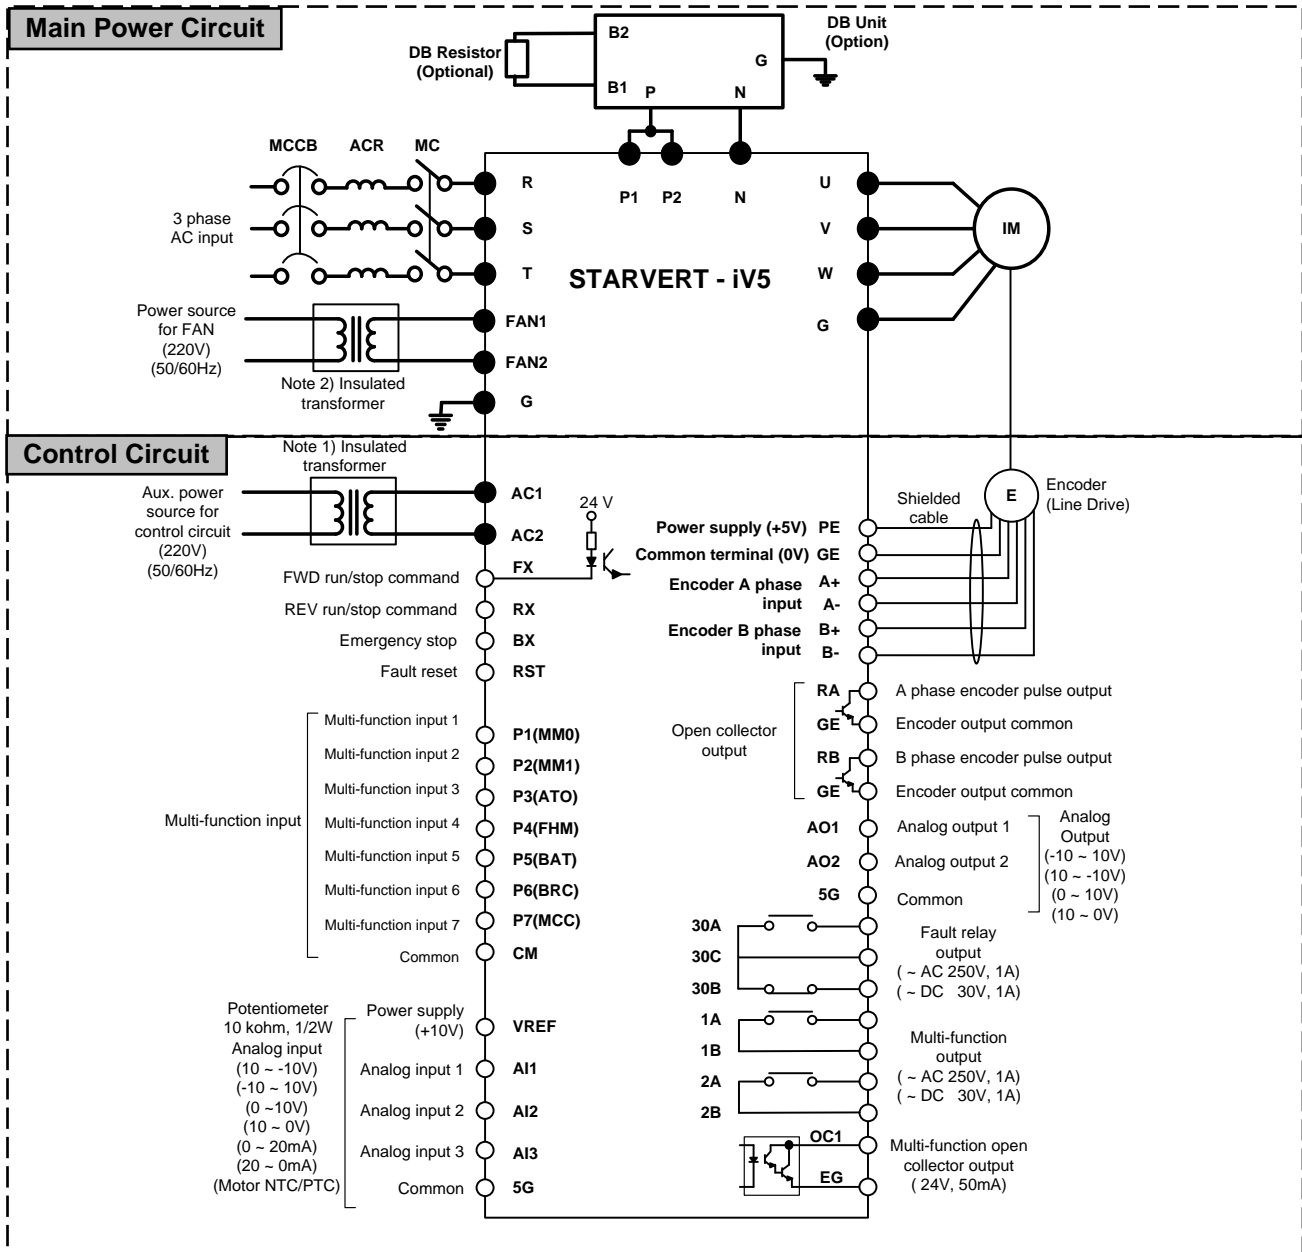 Main Power Circuit
DB Resistor
(Optional)
B2
B1
P
N
G
DB Unit
(Option)
MCCB
ACR
MC
3 phase
AC input
R
S
T
P1
P2
N
U
V
W
G
IM
STARVERT - iV5
Power source
for FAN
(220V)
(50/60Hz)
Note 2) Insulated
transformer
FAN1
FAN2
G
Control Circuit
Note 1) Insulated
transformer
Aux. power
source for
control circuit
(220V)
(50/60Hz)
AC1
AC2
24 V
FWD run/stop command
FX
REV run/stop command
RX
Emergency stop
BX
Fault reset
RST
Multi-function input
Multi-function input 1
P1(MM0)
Multi-function input 2
P2(MM1)
Multi-function input 3
P3(ATO)
Multi-function input 4
P4(FHM)
Multi-function input 5
P5(BAT)
Multi-function input 6
P6(BRC)
Multi-function input 7
P7(MCC)
Common
CM
Potentiometer
10 kohm, 1/2W
Analog input
(10 ~ -10V)
(-10 ~ 10V)
(0 ~10V)
(10 ~ 0V)
(0 ~ 20mA)
(20 ~ 0mA)
(Motor NTC/PTC)
Power supply
(+10V)
VREF
Analog input 1
AI1
Analog input 2
AI2
Analog input 3
AI3
Common
5G
E
Encoder
(Line Drive)
Shielded
cable
Power supply (+5V)
PE
Common terminal (0V)
GE
Encoder A phase
input
A+
A-
Encoder B phase
input
B+
B-
Open collector
output
RA
A phase encoder pulse output
GE
Encoder output common
RB
B phase encoder pulse output
GE
Encoder output common
AO1
Analog output 1
AO2
Analog output 2
5G
Common
Analog
Output
(-10 ~ 10V)
(10 ~ -10V)
(0 ~ 10V)
(10 ~ 0V)
30A
30C
30B
Fault relay
output
( ~ AC 250V, 1A)
( ~ DC 30V, 1A)
1A
1B
2A
2B
Multi-function
output
( ~ AC 250V, 1A)
( ~ DC 30V, 1A)
OC1
EG
Multi-function open
collector output
( 24V, 50mA)